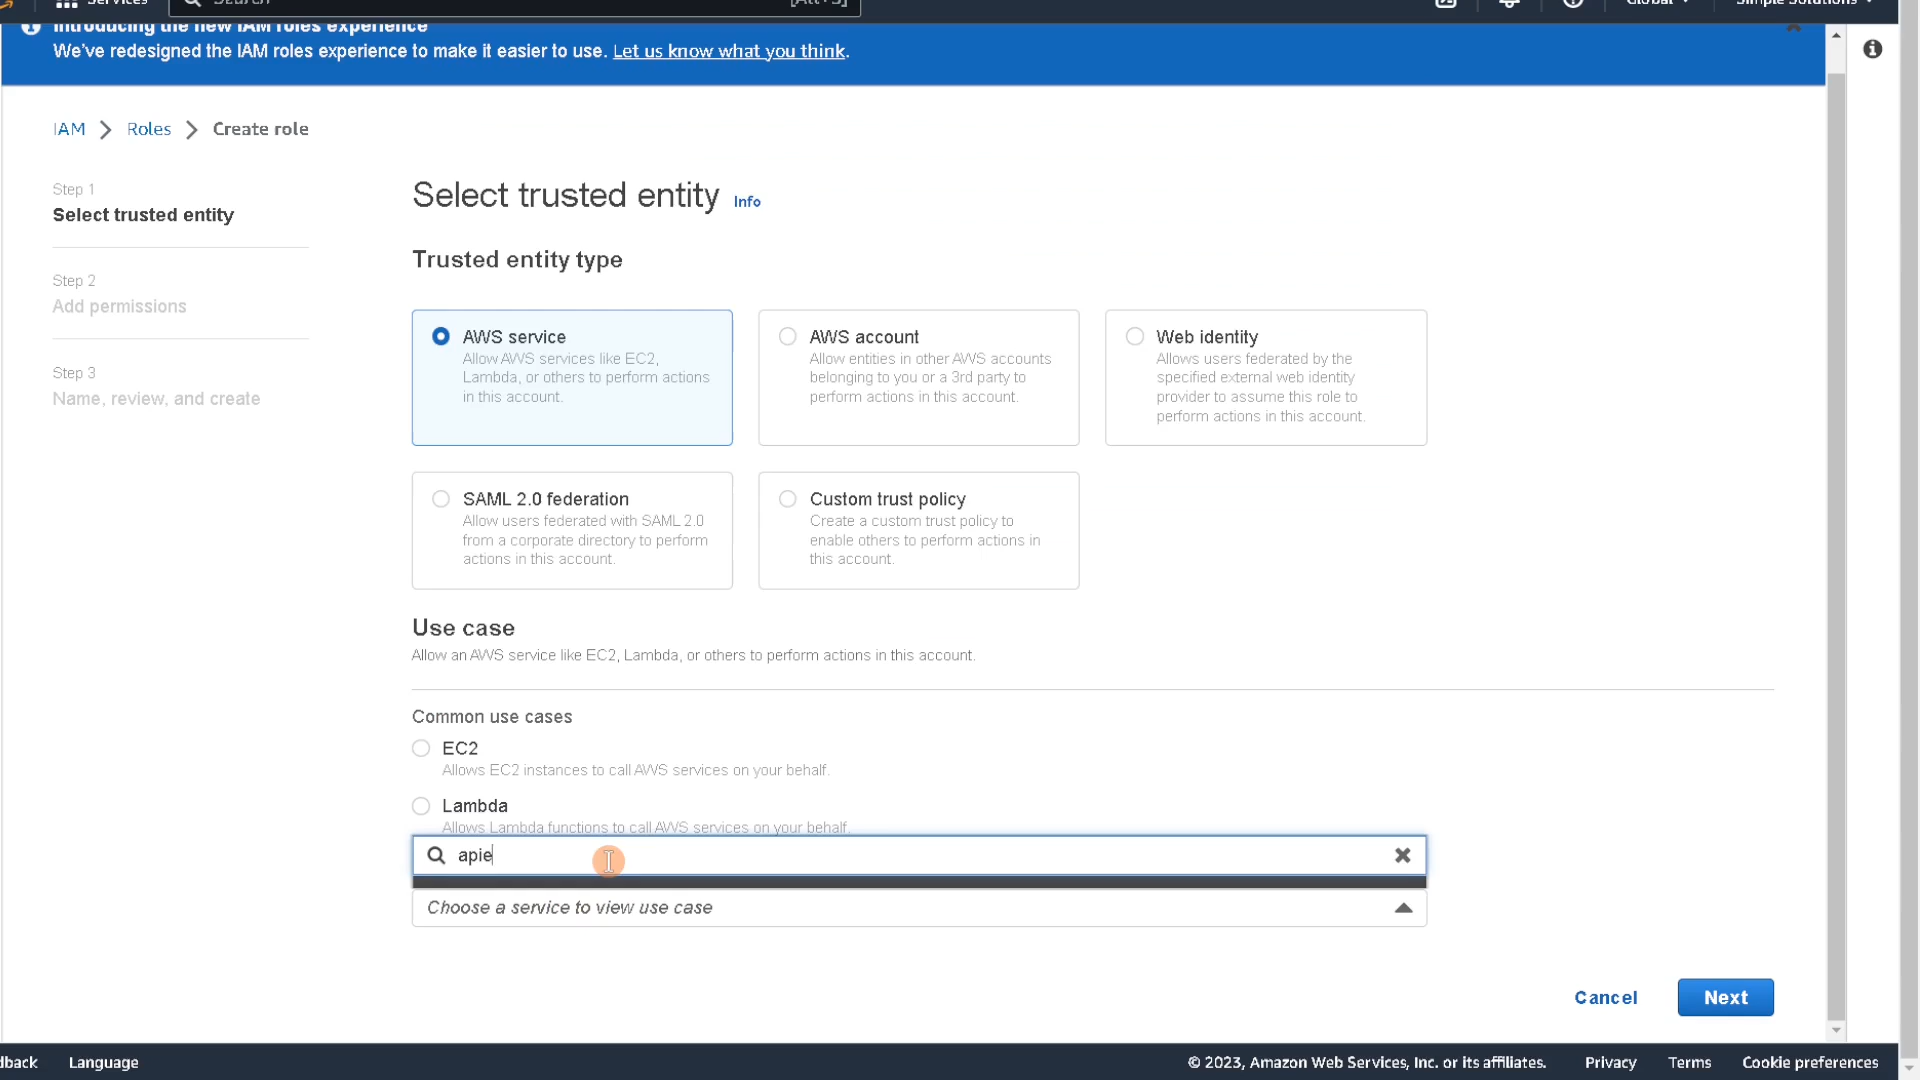 Services
Search
[Alt+S]
Global
Simple Solutions
Introducing the new IAM roles experience
We've redesigned the IAM roles experience to make it easier to use. Let us know what you think.
IAM
Roles
Create role
Step 1
Select trusted entity
Step 2
Add permissions
Step 3
Name, review, and create
Select trusted entity Info
Trusted entity type
AWS service
Allow AWS services like EC2,
Lambda, or others to perform actions
in this account.
AWS account
Allow entities in other AWS accounts
belonging to you or a 3rd party to
perform actions in this account.
Web identity
Allows users federated by the
specified external web identity
provider to assume this role to
perform actions in this account.
SAML 2.0 federation
Allow users federated with SAML 2.0
from a corporate directory to perform
actions in this account.
Custom trust policy
Create a custom trust policy to
enable others to perform actions in
this account.
Use case
Allow an AWS service like EC2, Lambda, or others to perform actions in this account.
Common use cases
EC2
Allows EC2 instances to call AWS services on your behalf.
Lambda
Allows Lambda functions to call AWS services on your behalf.
apie
Choose a service to view use case
Cancel
Next
dback
Language
© 2023, Amazon Web Services, Inc. or its affiliates.
Privacy
Terms
Cookie preferences